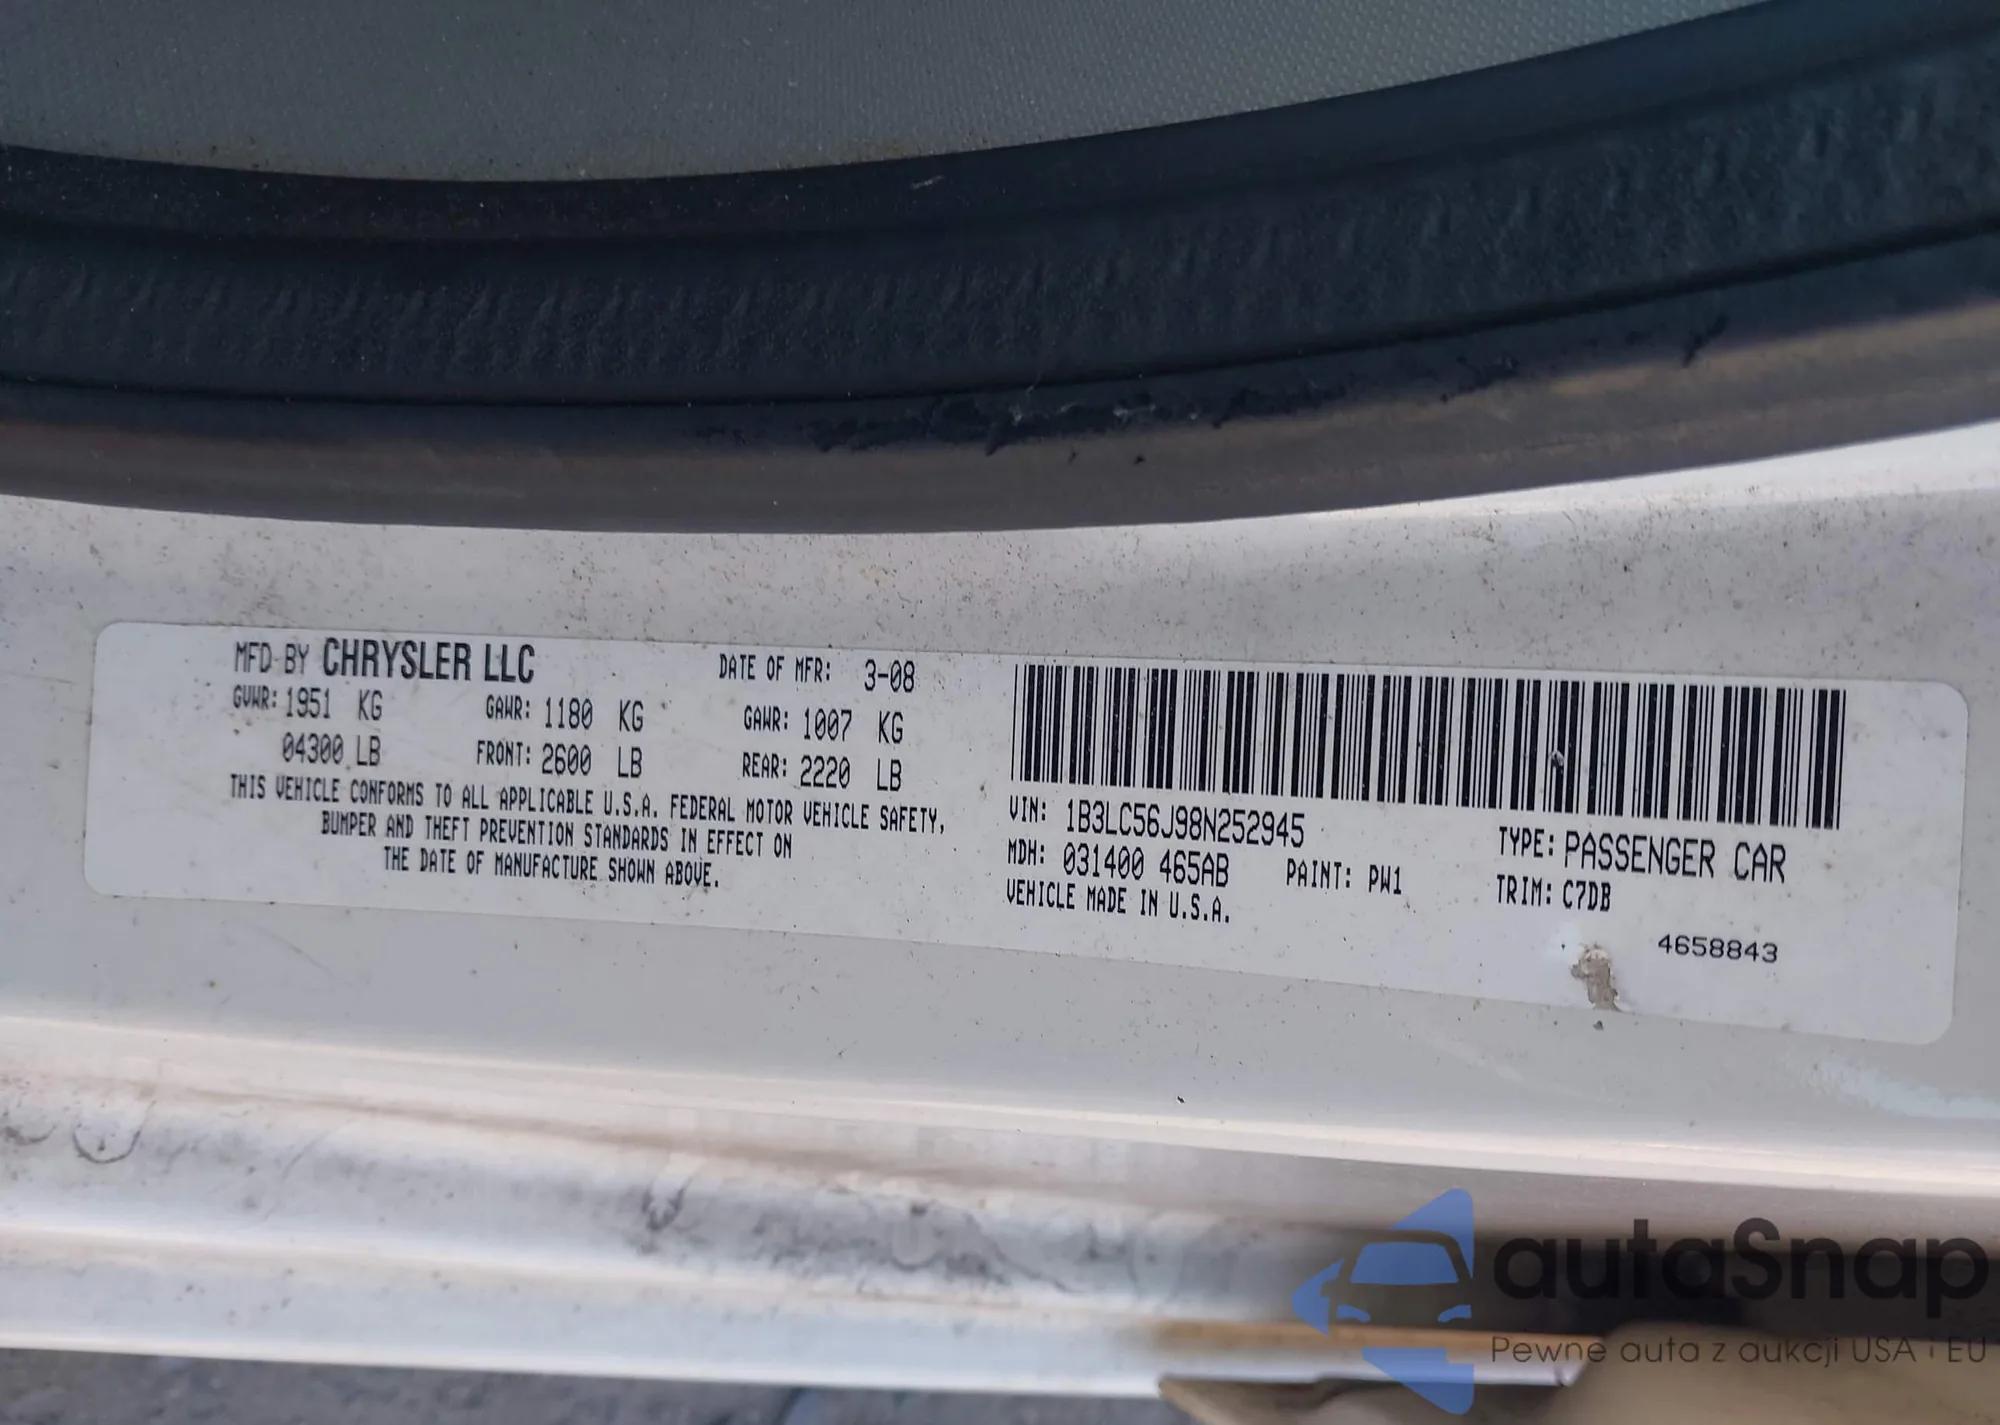 MFD BY CHRYSLER LLC DATE OF MFR: 3-08
GVWR: 1951 KG GAWR: 1180 KG GAWR: 1007 KG
04300 LB FRONT: 2600 LB REAR: 2220 LB
THIS VEHICLE CONFORMS TO ALL APPLICABLE U.S.A. FEDERAL MOTOR VEHICLE SAFETY,
BUMPER AND THEFT PREVENTION STANDARDS IN EFFECT ON
THE DATE OF MANUFACTURE SHOWN ABOVE.
VIN: 1B3LC56J98N252945 TYPE: PASSENGER CAR
MDH: 031400 465AB PAINT: PW1 TRIM: C7DB
VEHICLE MADE IN U.S.A.
4658843
autaSnap
Pewne auta z aukcji USA i EU